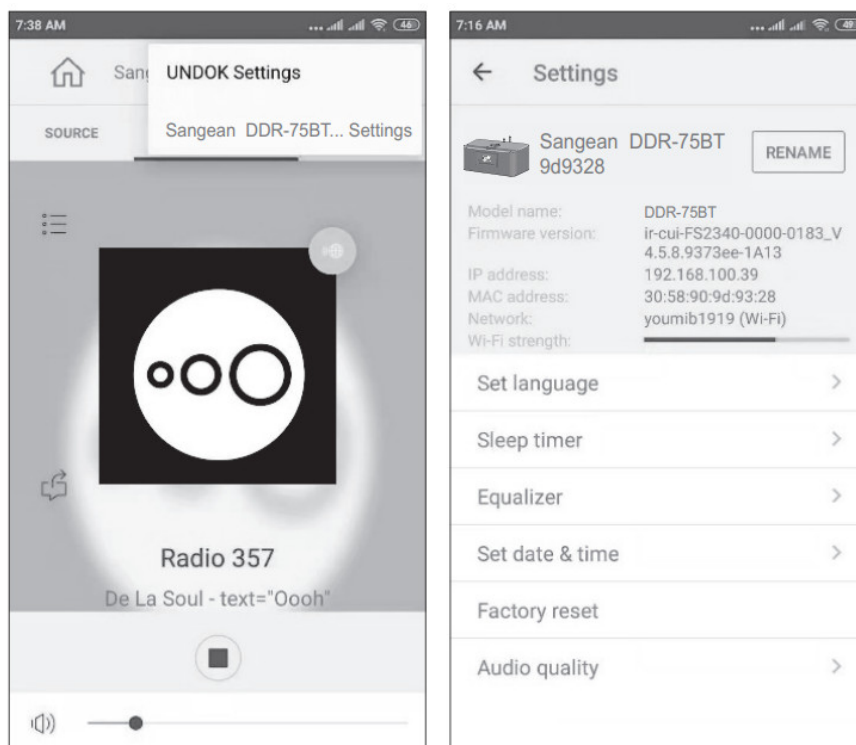 7:38 AM
46
San
UNDOK Settings
Sangean DDR-75BT... Settings
SOURCE
Radio 357
De La Soul - text="Oooh"
7:16 AM
49
Settings
Sangean DDR-75BT
9d9328
RENAME
Model name: DDR-75BT
Firmware version: ir-cui-FS2340-0000-0183_V
4.5.8.9373ee-1A13
IP address: 192.168.100.39
MAC address: 30:58:90:9d:93:28
Network: youmib1919 (Wi-Fi)
Wi-Fi strength:
Set language
Sleep timer
Equalizer
Set date & time
Factory reset
Audio quality